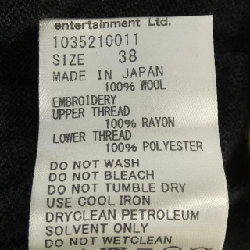 entertainment Ltd.
1035210011
SIZE 38
MADE IN JAPAN
100% WOOL
EMBROIDERY
UPPER THREAD
100% RAYON
LOWER THREAD
100% POLYESTER
DO NOT WASH
DO NOT BLEACH
DO NOT TUMBLE DRY
USE COOL IRON
DRYCLEAN PETROLEUM
SOLVENT ONLY
DO NOT WETCLEAN